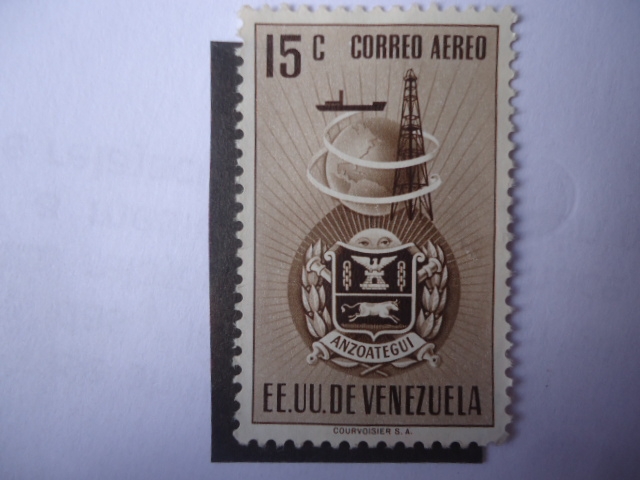 15 C CORREO AEREO
ANZOATEGUI
EE.UU.DE VENEZUELA
COURVOISIER S.A.